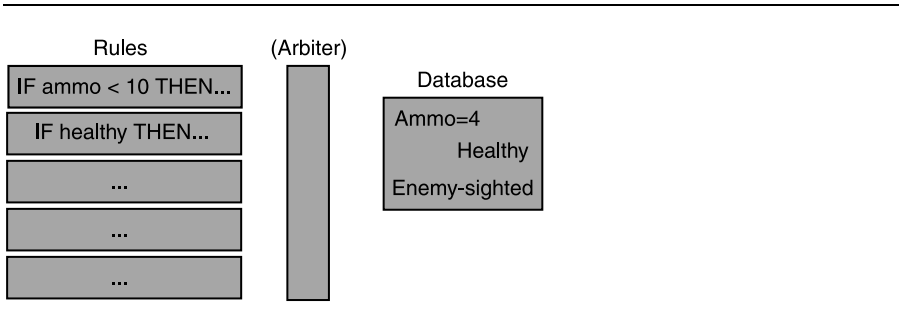 Rules
(Arbiter)
Database
IF ammo < 10 THEN...
IF healthy THEN...
...
...
...
Ammo=4
Healthy
Enemy-sighted